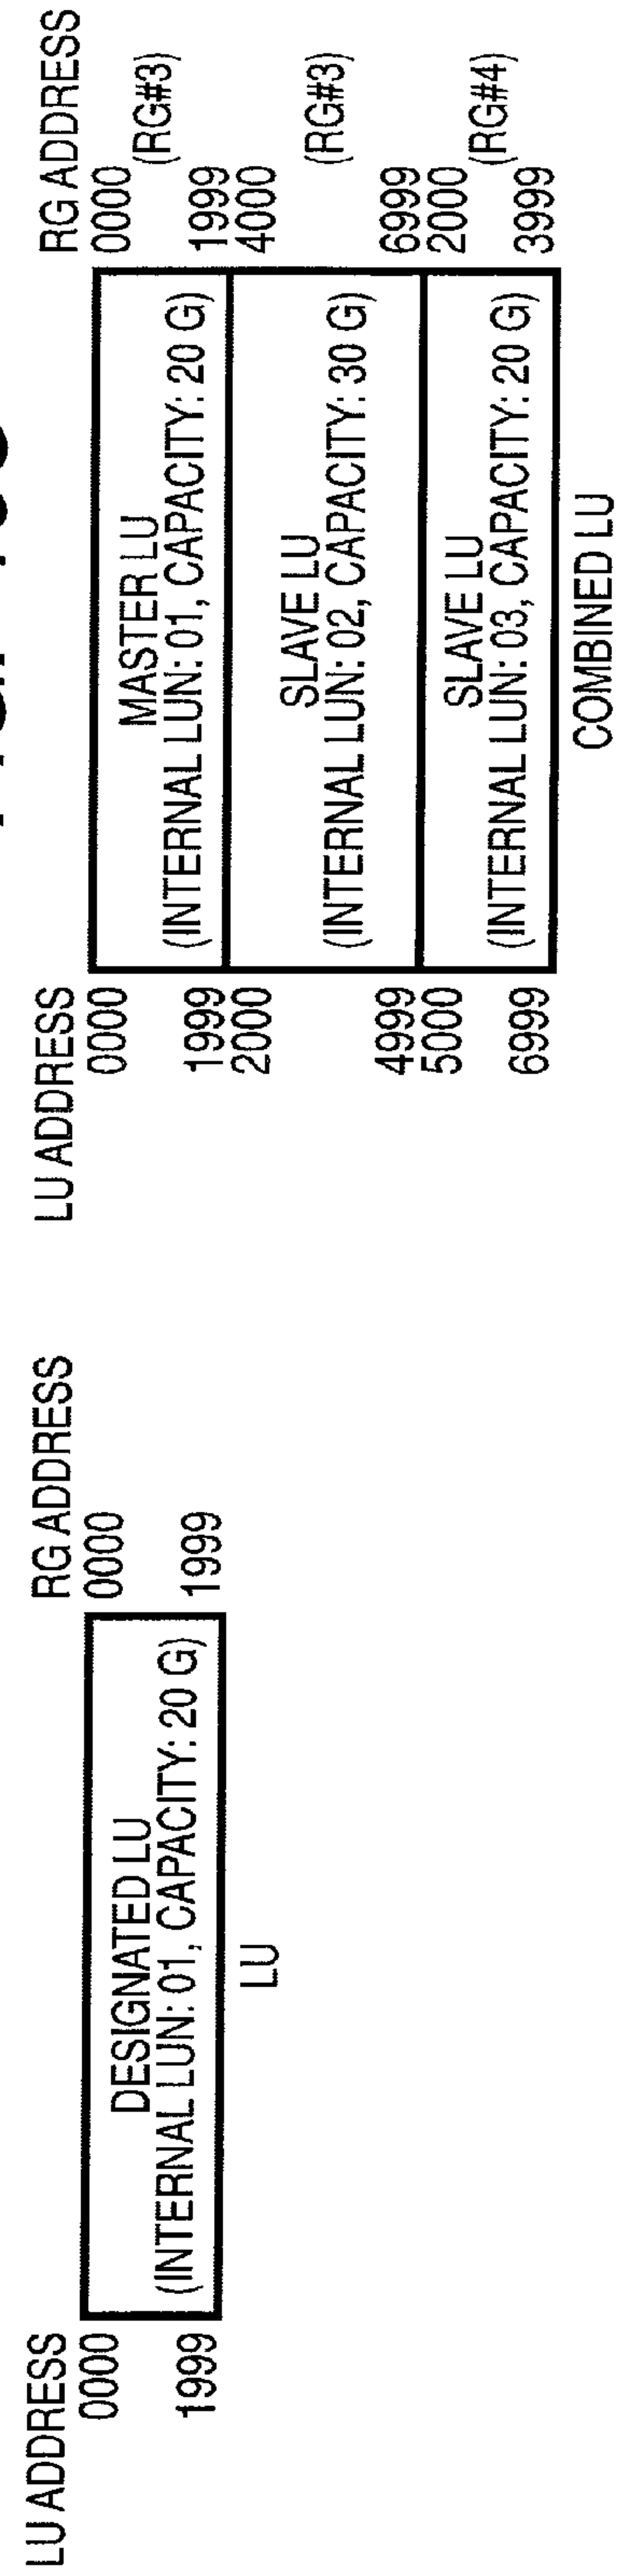 LU ADDRESS
RG ADDRESS
0000
0000
DESIGNATED LU
(INTERNAL LUN: 01, CAPACITY: 20 G)
1999
1999
LU
LU ADDRESS
RG ADDRESS
0000
0000
MASTER LU
(RG#3)
(INTERNAL LUN: 01, CAPACITY: 20 G)
1999
1999
2000
4000
SLAVE LU
(RG#3)
(INTERNAL LUN: 02, CAPACITY: 30 G)
4999
6999
5000
2000
SLAVE LU
(RG#4)
(INTERNAL LUN: 03, CAPACITY: 20 G)
6999
3999
COMBINED LU